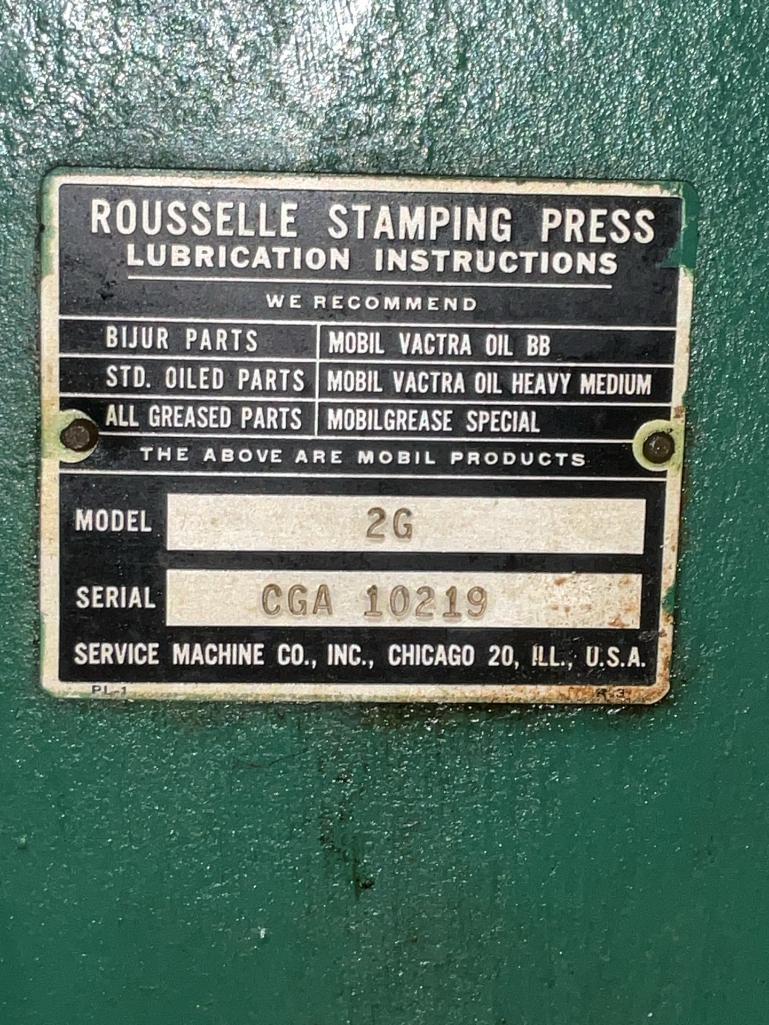 ROUSSELLE STAMPING PRESS
LUBRICATION INSTRUCTIONS
WE RECOMMEND
BIJUR PARTS MOBIL VACTRA OIL BB
STD. OILED PARTS MOBIL VACTRA OIL HEAVY MEDIUM
ALL GREASED PARTS MOBILGREASE SPECIAL
THE ABOVE ARE MOBIL PRODUCTS
MODEL 2G
SERIAL CGA 10219
SERVICE MACHINE CO., INC., CHICAGO 20, ILL., U.S.A.
PL-1 R-3